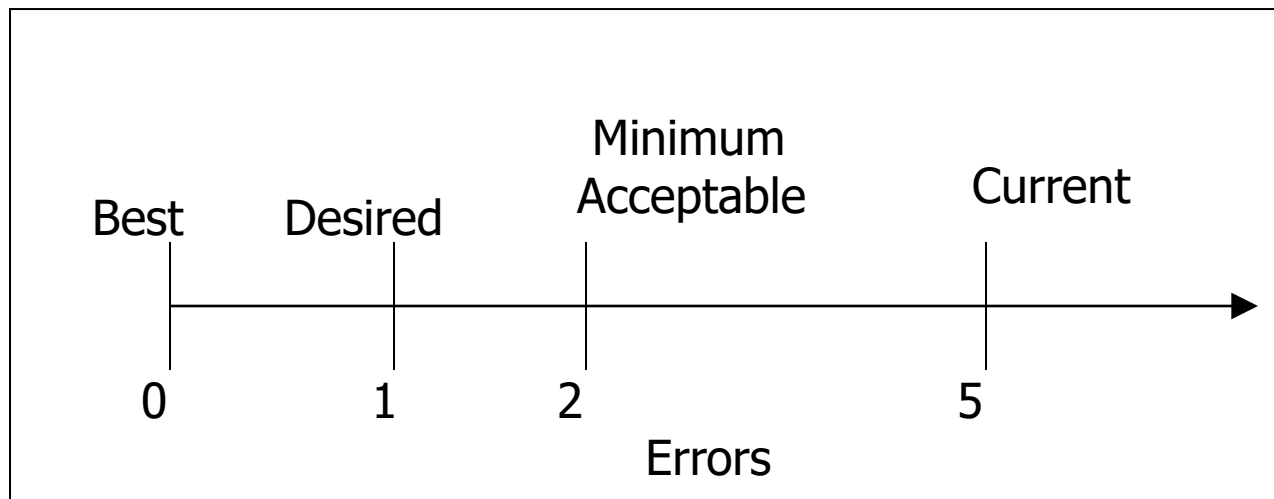 Minimum
Acceptable
Current
Best
Desired
0
1
2
5
Errors